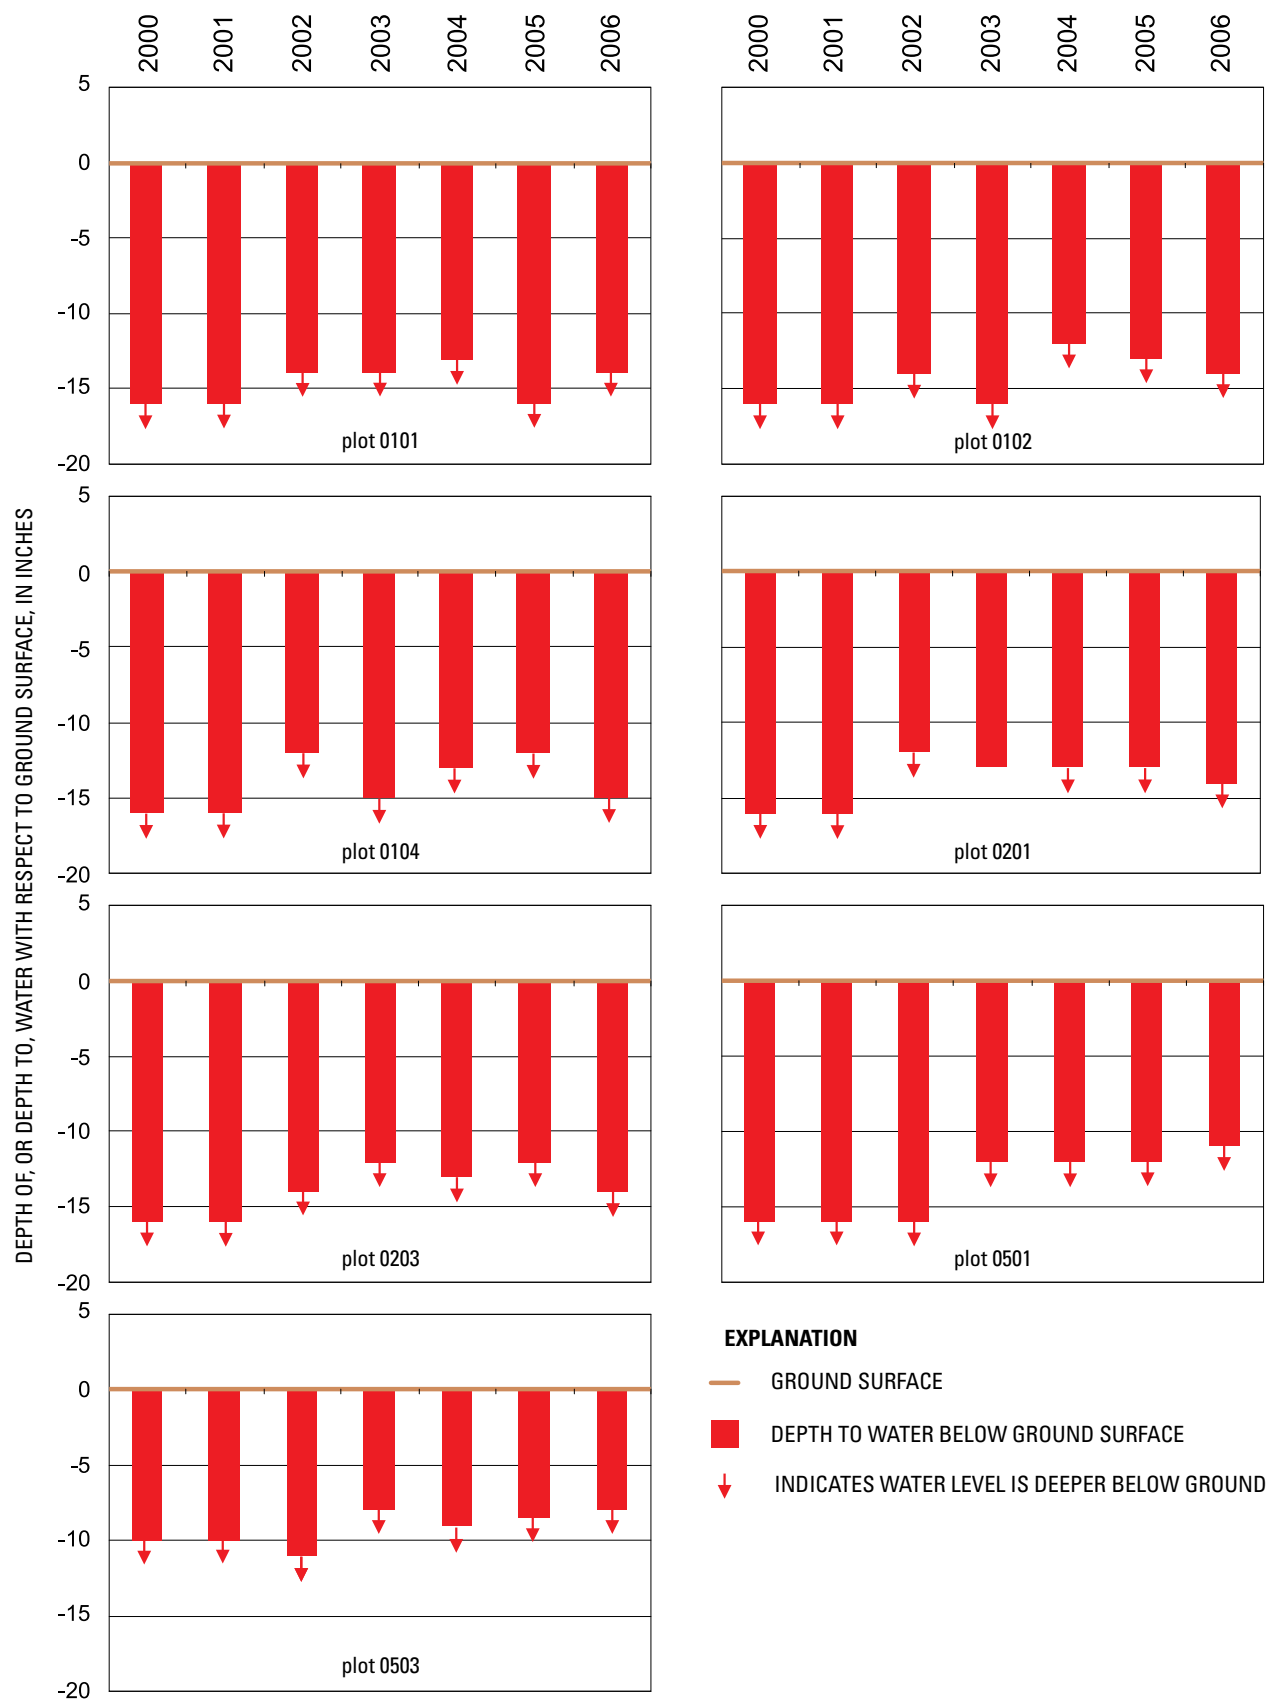 2000 2001 2002 2003 2004 2005 2006
2000 2001 2002 2003 2004 2005 2006
DEPTH OF, OR DEPTH TO, WATER WITH RESPECT TO GROUND SURFACE, IN INCHES
5
0
-5
-10
-15
-20
plot 0101
plot 0102
5
0
-5
-10
-15
-20
plot 0104
plot 0201
5
0
-5
-10
-15
-20
plot 0203
plot 0501
5
0
-5
-10
-15
-20
plot 0503
EXPLANATION
GROUND SURFACE
DEPTH TO WATER BELOW GROUND SURFACE
INDICATES WATER LEVEL IS DEEPER BELOW GROUND